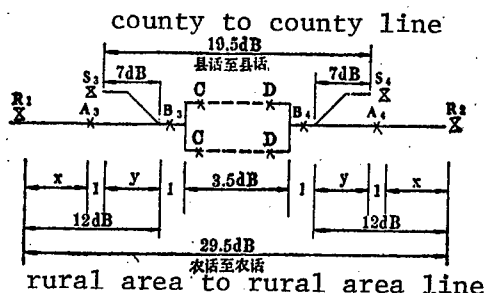 county to county line
19.5dB
县话至县话
7dB
7dB
S3
S4
C
D
R1
A3
B3
B4
A4
R2
C
D
x
1
y
1
3.5dB
1
y
1
x
12dB
12dB
29.5dB
农话至农话
rural area to rural area line